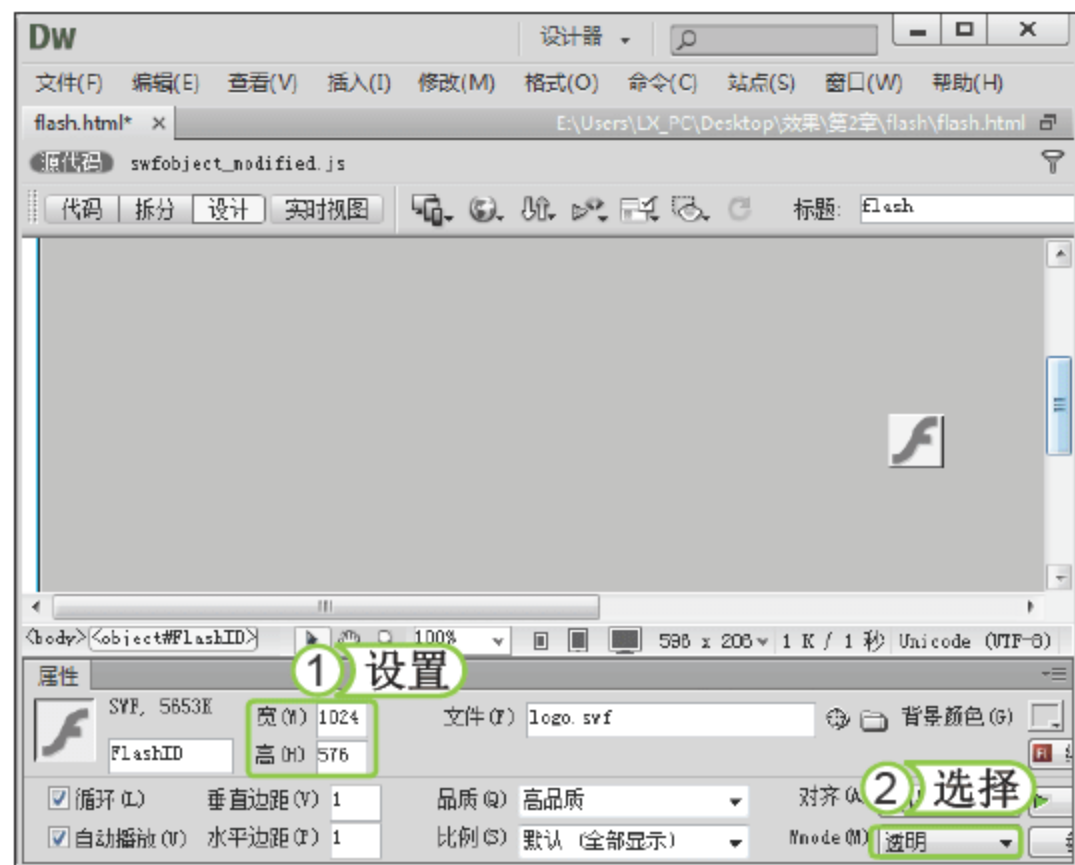 Dw 设计器
文件(F) 编辑(E) 查看(V) 插入(I) 修改(M) 格式(O) 命令(C) 站点(S) 窗口(W) 帮助(H)
flash.html* × E:\Users\LX_PC\Desktop\效果\第2章\flash\flash.html
源代码 swfobject_modified.js
代码 拆分 设计 实时视图 标题: flash
<body><object#FlashID> 100% 596 x 206 1 K / 1 秒 Unicode (UTF-8)
① 设置
属性
SWF, 5653K 宽(W) 1024 文件(F) logo.swf 背景颜色(G)
FlashID 高(H) 576
循环(L) 垂直边距(V) 1 品质(Q) 高品质 对齐(A) ② 选择
自动播放(U) 水平边距(P) 1 比例(S) 默认 (全部显示) Wmode(M) 透明